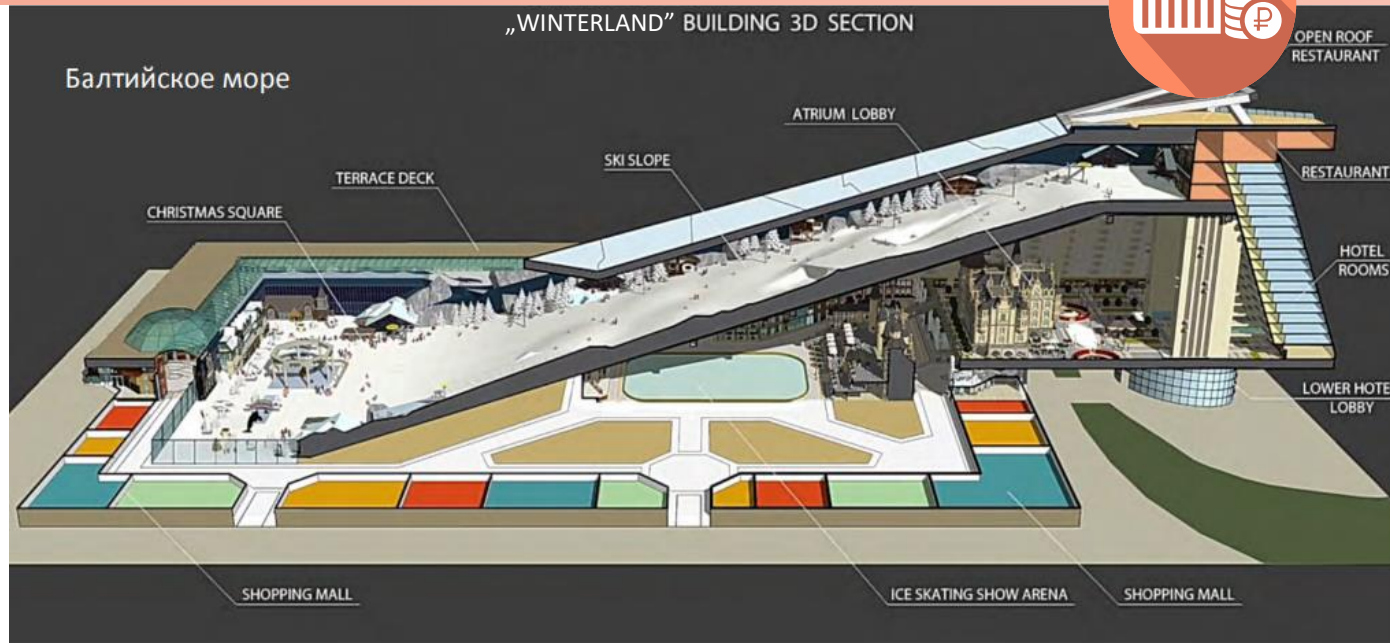 „WINTERLAND” BUILDING 3D SECTION
₽
OPEN ROOF
RESTAURANT
Балтийское море
ATRIUM LOBBY
SKI SLOPE
RESTAURANT
TERRACE DECK
CHRISTMAS SQUARE
HOTEL
ROOMS
LOWER HOTE
LOBBY
SHOPPING MALL
ICE SKATING SHOW ARENA
SHOPPING MALL